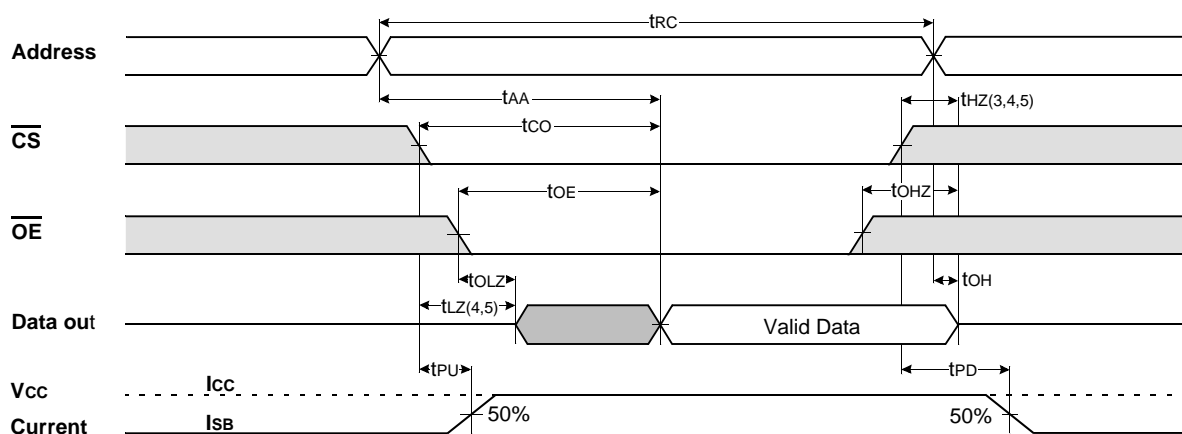 tRC
Address
tAA
tHZ(3,4,5)
CS
tCO
tOE
tOHZ
OE
tOLZ
tOH
tLZ(4,5)
Data out
Valid Data
tPU
tPD
VCC
ICC
50%
50%
Current
ISB